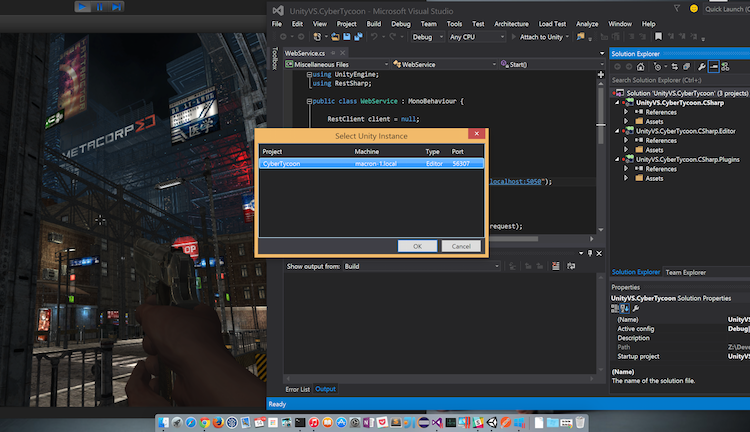 UnityVS.CyberTycoon - Microsoft Visual Studio
Quick Launch (
File Edit View Project Build Debug Team Tools Test Architecture Load Test Analyze Window Help
Debug Any CPU Attach to Unity
Toolbox
WebService.cs
Miscellaneous Files WebService Start()
using UnityEngine;
using RestSharp;
public class WebService : MonoBehaviour {
RestClient client = null;
localhost:5050");
request);
METACORP
Select Unity Instance
Project Machine Type Port
CyberTycoon macron-1.local Editor 56307
OK Cancel
Show output from: Build
Error List Output
Ready
Solution Explorer
Search Solution Explorer (Ctrl+;)
Solution 'UnityVS.CyberTycoon' (3 projects)
UnityVS.CyberTycoon.CSharp
References
Assets
UnityVS.CyberTycoon.CSharp.Editor
References
Assets
UnityVS.CyberTycoon.CSharp.Plugins
References
Assets
Solution Explorer Team Explorer
Properties
UnityVS.CyberTycoon Solution Properties
(Name) UnityVS
Active config Debug|
Description
Path Z:\Deve
Startup project UnityVS
(Name)
The name of the solution file.